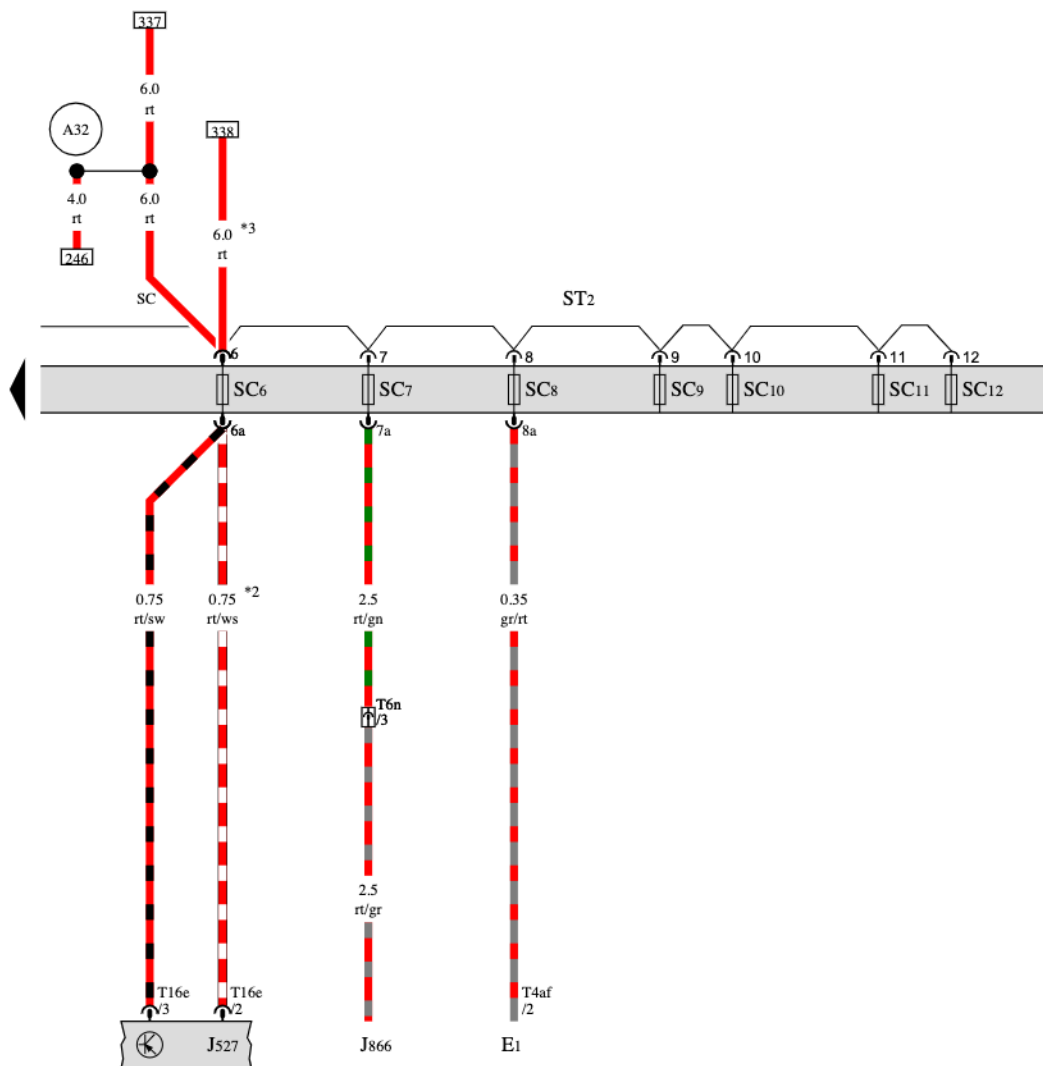 337
6.0
rt
A32
338
4.0
rt
6.0
rt
6.0
rt
*3
246
SC
ST2
6
7
8
9
10
11
12
SC6
SC7
SC8
SC9
SC10
SC11
SC12
6a
7a
8a
0.75
rt/sw
0.75
rt/ws
*2
2.5
rt/gn
0.35
gr/rt
T6n
/3
2.5
rt/gr
T16e
/3
T16e
/2
T4af
/2
J527
J866
E1